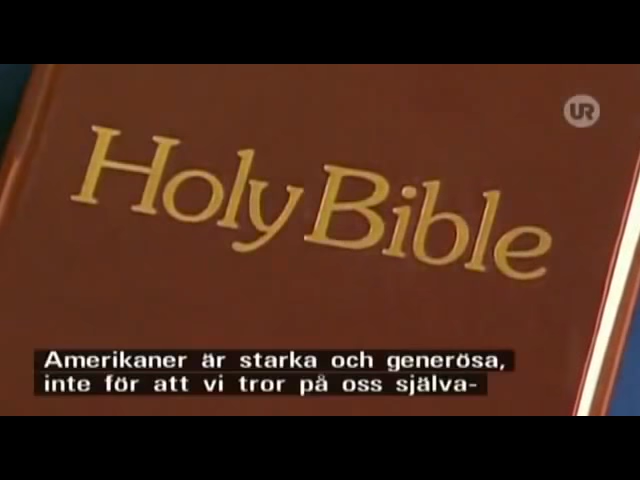 UR
Holy Bible
Amerikaner är starka och generösa,
inte för att vi tror på oss själva-